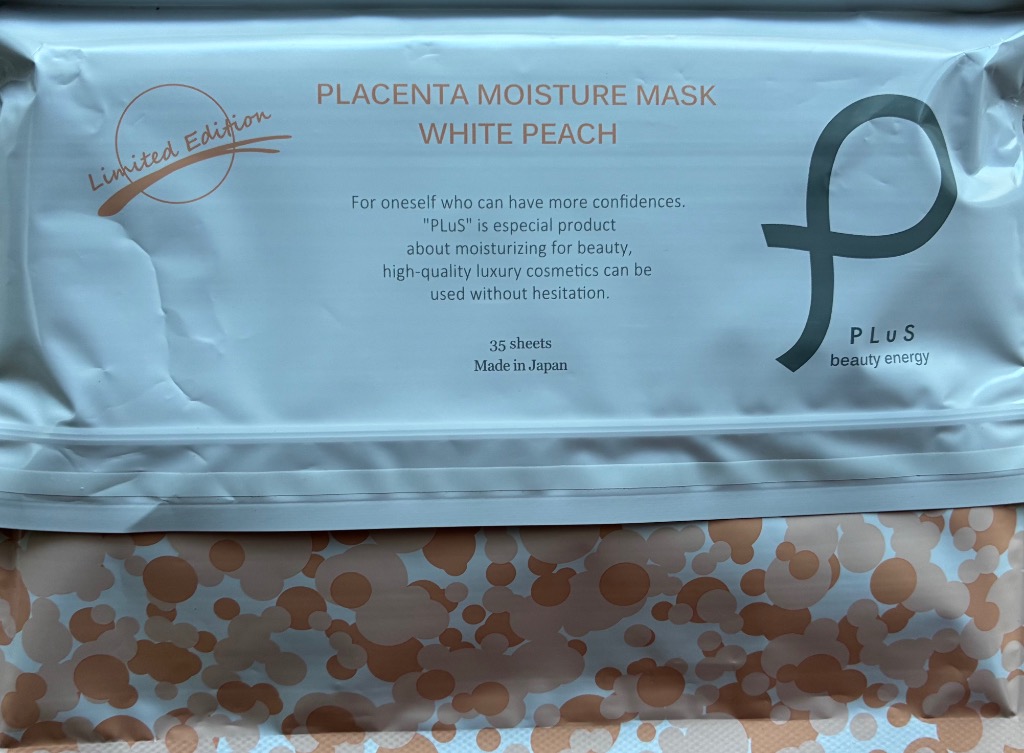 Limited Edition
PLACENTA MOISTURE MASK
WHITE PEACH
For oneself who can have more confidences.
"PLuS" is especial product
about moisturizing for beauty,
high-quality luxury cosmetics can be
used without hesitation.
35 sheets
Made in Japan
PLuS
beauty energy